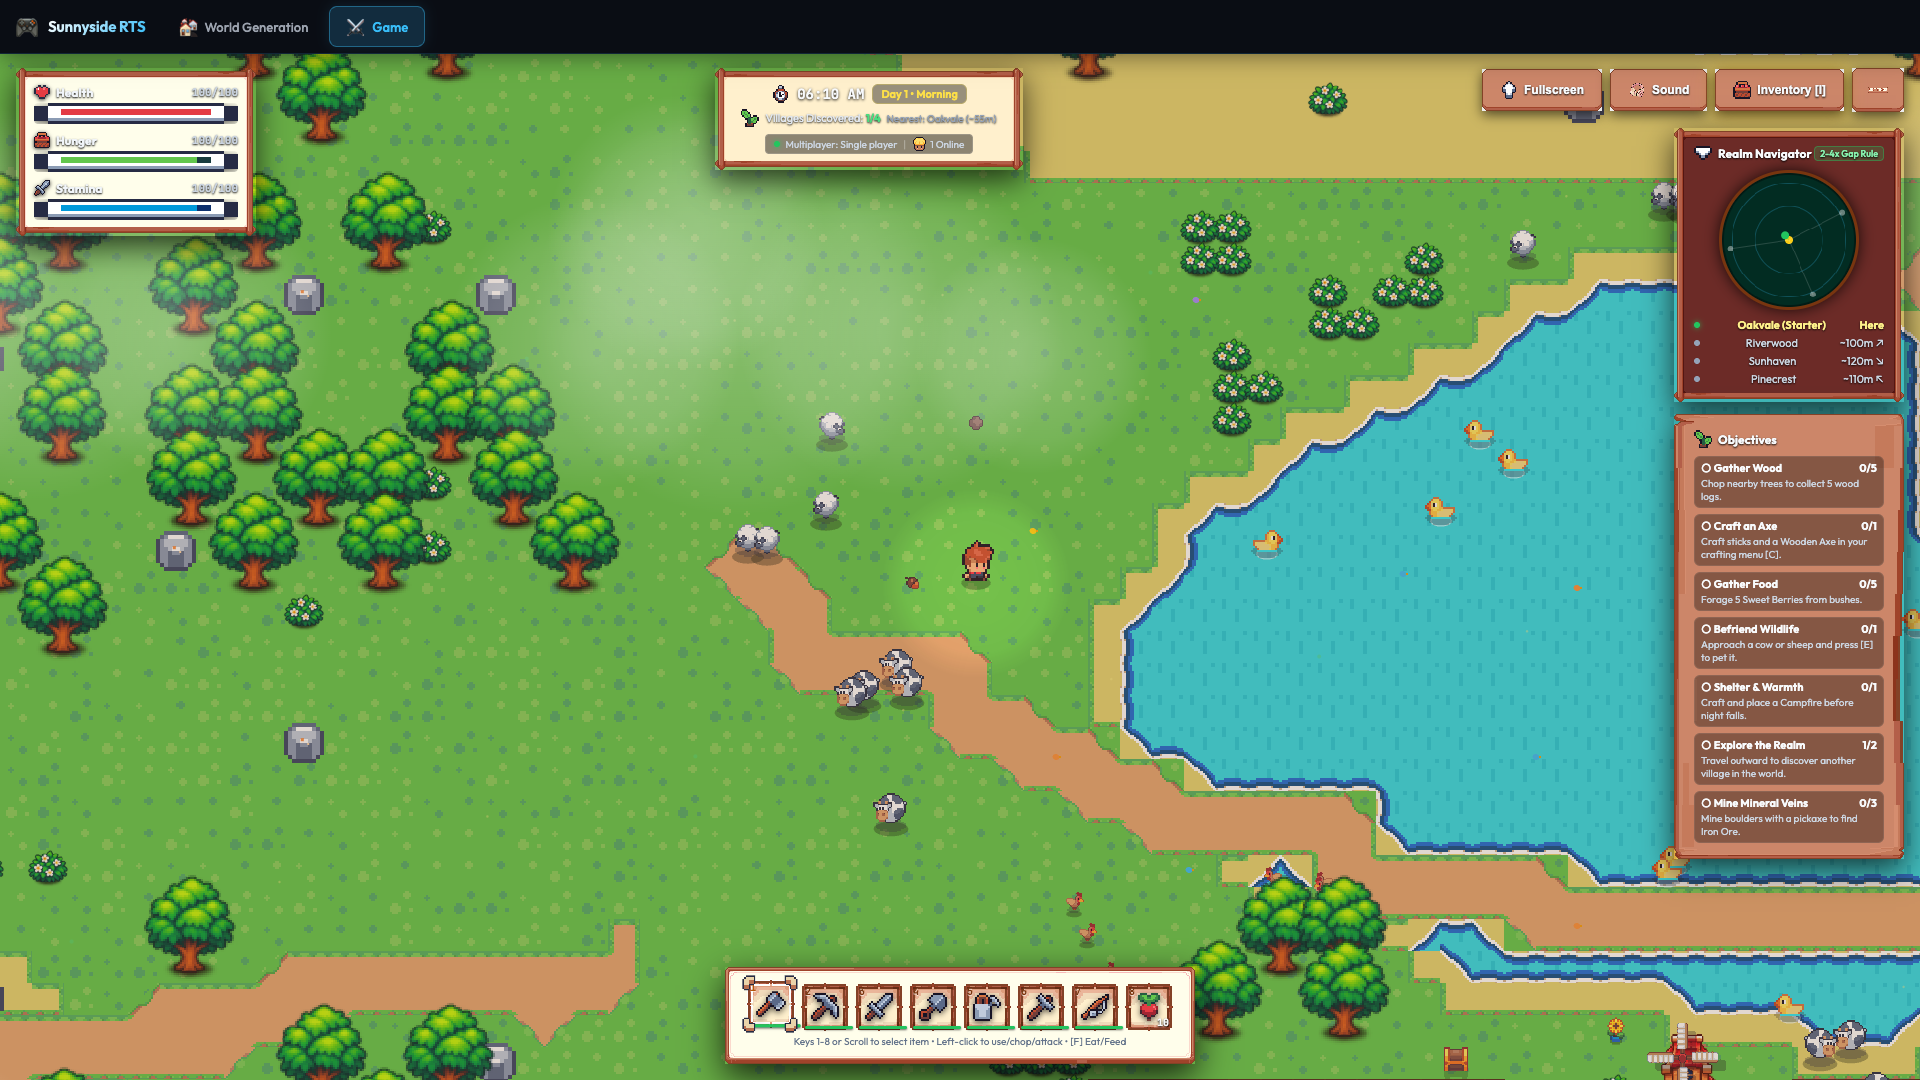 Sunnyside RTS
World Generation
Game
Health 100/100
Hunger 100/100
Stamina 100/100
06:10 AM Day 1 • Morning
Villages Discovered: 1/4 Nearest: Oakvale (~55m)
Multiplayer: Single player | 1 Online
Fullscreen
Sound
Inventory [I]
Realm Navigator 2-4x Gap Rule
Oakvale (Starter) Here
Riverwood ~100m ↗
Sunhaven ~120m ↘
Pinecrest ~110m ↖
Objectives
Gather Wood 0/5
Chop nearby trees to collect 5 wood
logs.
Craft an Axe 0/1
Craft sticks and a Wooden Axe in your
crafting menu [C].
Gather Food 0/5
Forage 5 Sweet Berries from bushes.
Befriend Wildlife 0/1
Approach a cow or sheep and press [E]
to pet it.
Shelter & Warmth 0/1
Craft and place a Campfire before
night falls.
Explore the Realm 1/2
Travel outward to discover another
village in the world.
Mine Mineral Veins 0/3
Mine boulders with a pickaxe to find
Iron Ore.
10
Keys 1-8 or Scroll to select item • Left-click to use/chop/attack • [F] Eat/Feed